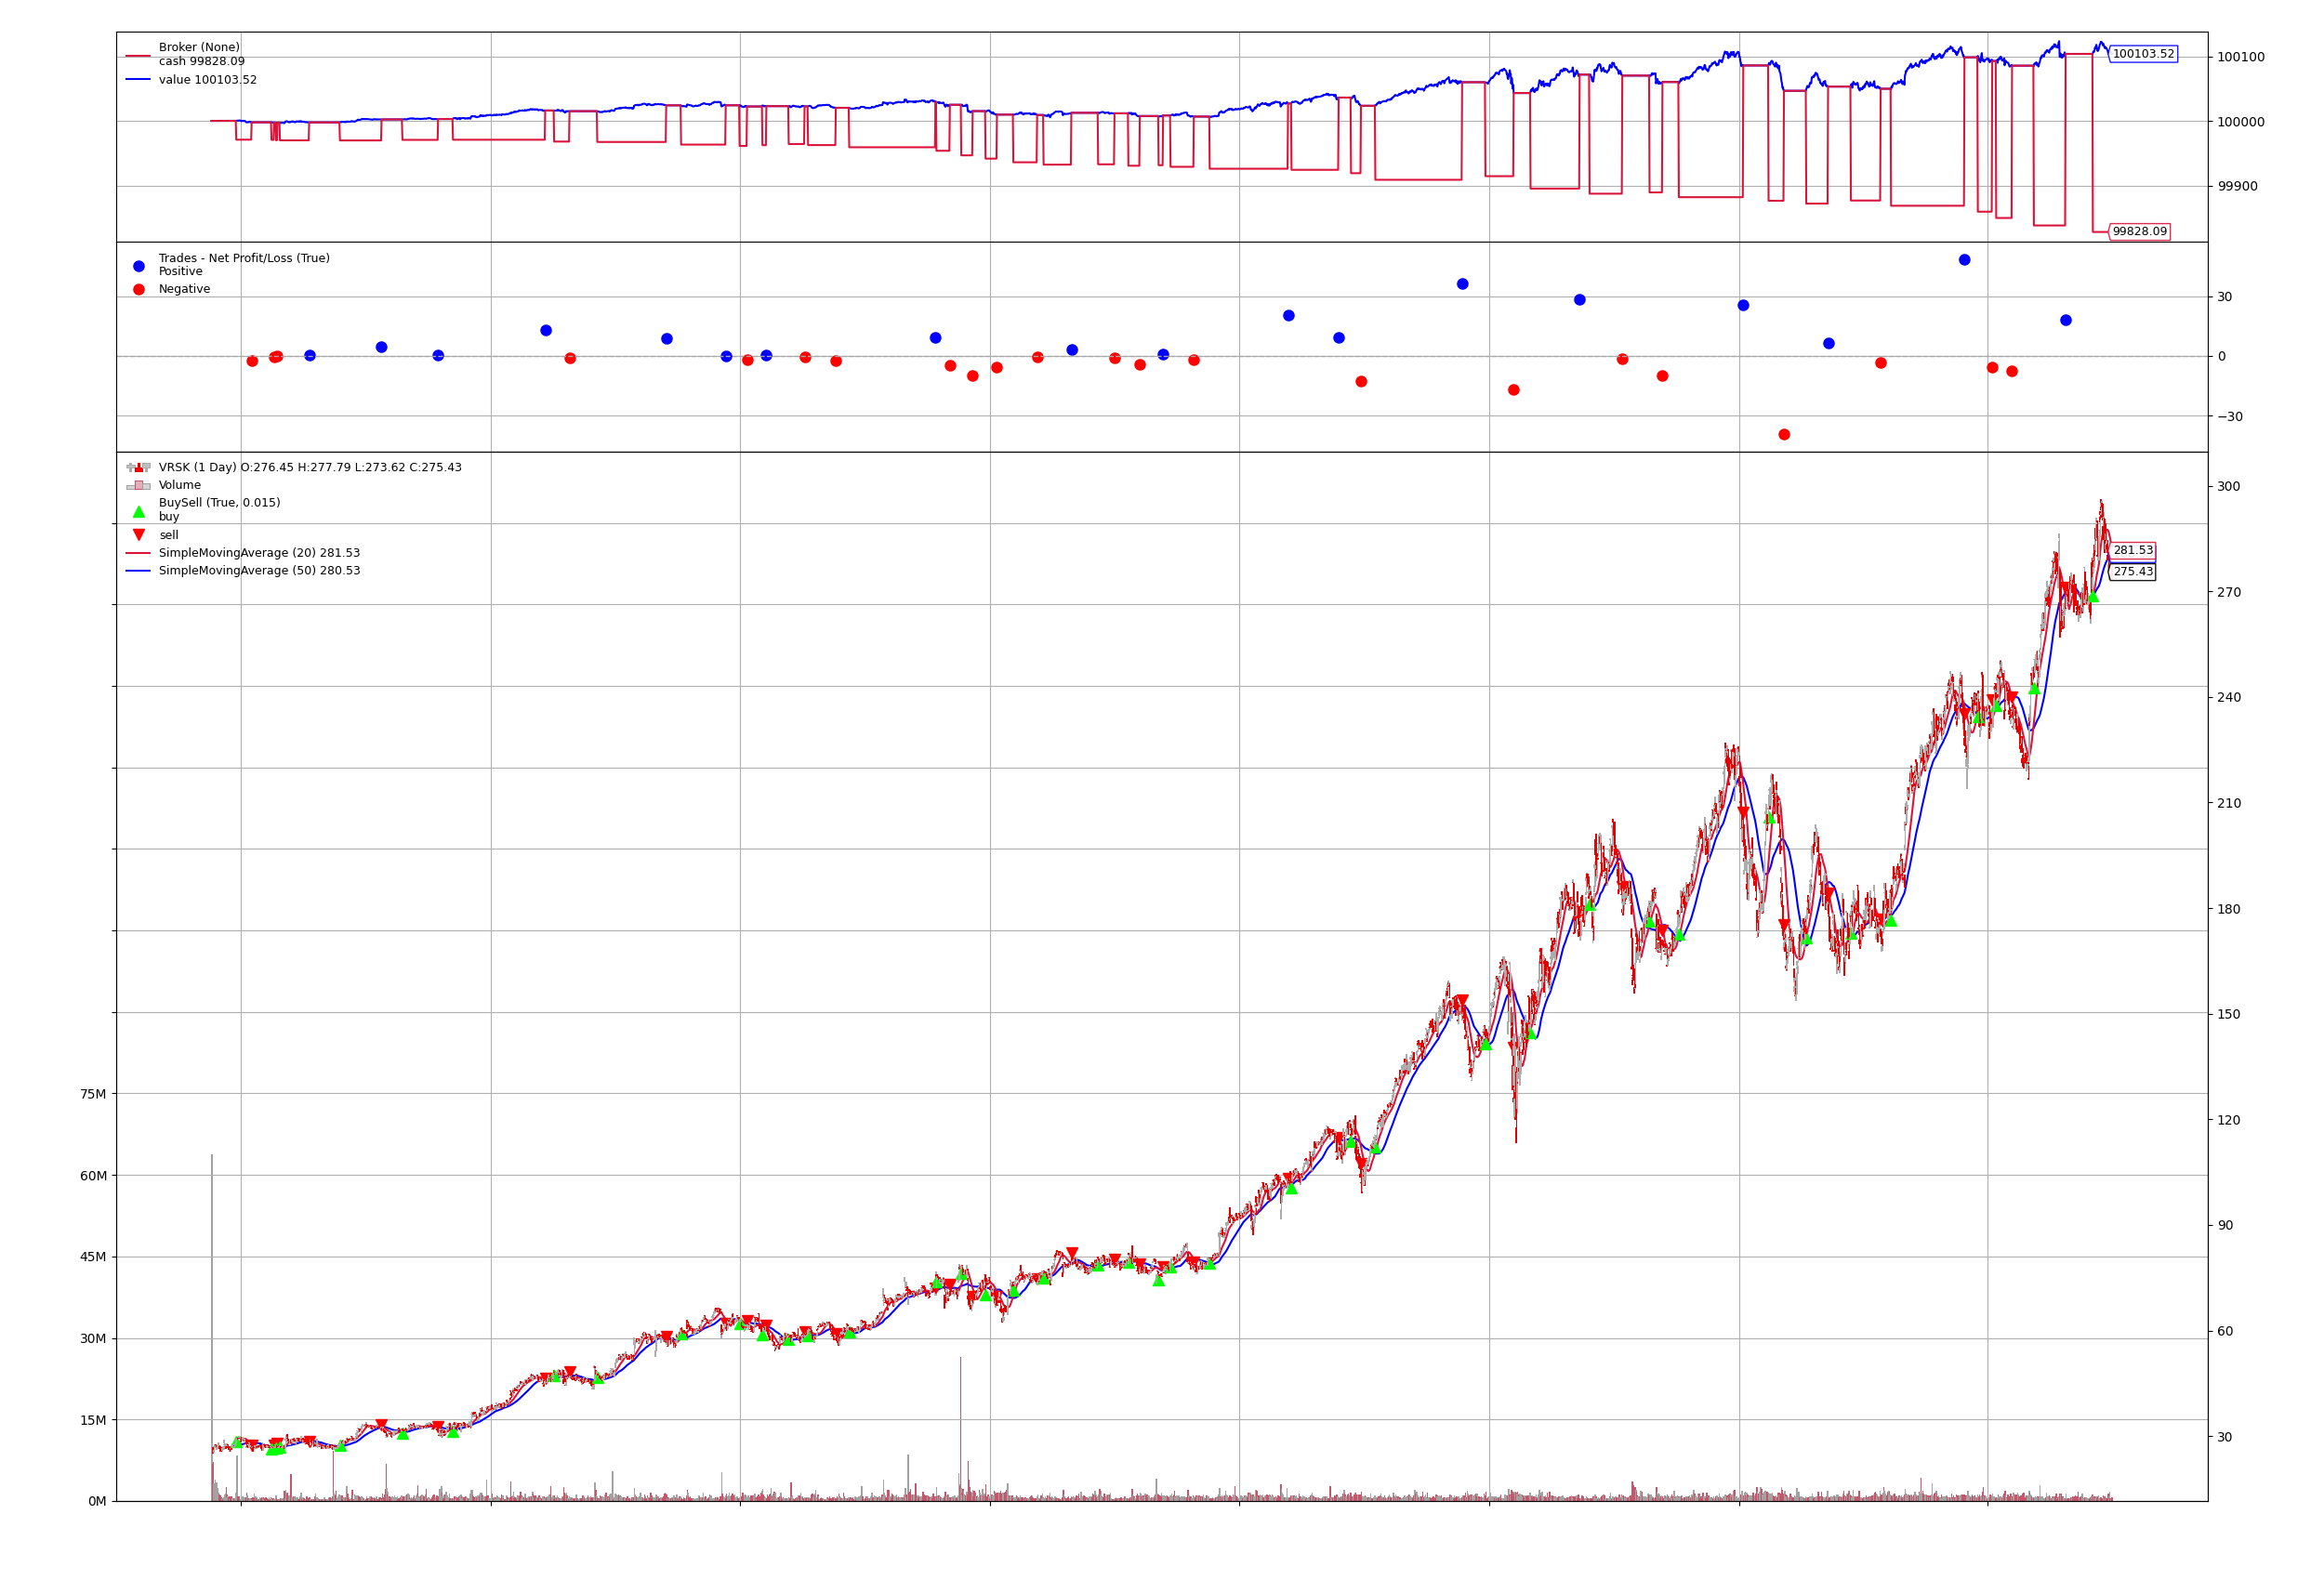 Broker (None)
cash 99828.09
value 100103.52
100103.52
100100
100000
99900
99828.09
Trades - Net Profit/Loss (True)
Positive
Negative
30
0
−30
VRSK (1 Day) O:276.45 H:277.79 L:273.62 C:275.43
Volume
BuySell (True, 0.015)
buy
sell
SimpleMovingAverage (20) 281.53
SimpleMovingAverage (50) 280.53
300
281.53
275.43
270
240
210
180
150
120
90
60
30
75M
60M
45M
30M
15M
0M